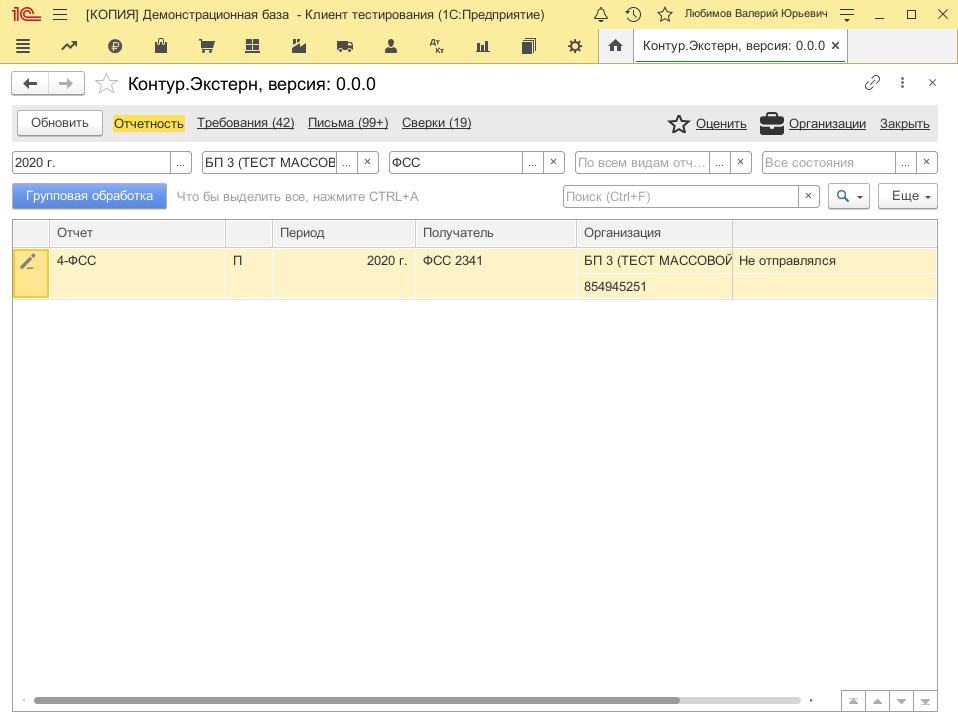 [КОПИЯ] Демонстрационная база - Клиент тестирования (1С:Предприятие) Любимов Валерий Юрьевич
Дт Кт Контур.Экстерн, версия: 0.0.0 ×
Контур.Экстерн, версия: 0.0.0
Обновить Отчетность Требования (42) Письма (99+) Сверки (19) Оценить Организации Закрыть
2020 г. ... БП 3 (ТЕСТ МАССОВ ... × ФСС ... × По всем видам отч... ... × Все состояния ... ×
Групповая обработка Что бы выделить все, нажмите CTRL+A Поиск (Ctrl+F) × Еще
Отчет Период Получатель Организация
4-ФСС П 2020 г. ФСС 2341 БП 3 (ТЕСТ МАССОВОЙ Не отправлялся
854945251